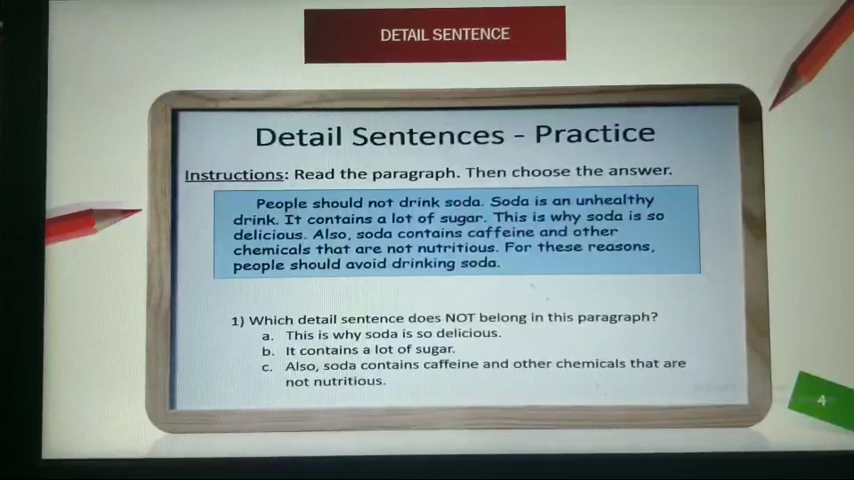 DETAIL SENTENCE
Detail Sentences - Practice
Instructions: Read the paragraph. Then choose the answer.
People should not drink soda. Soda is an unhealthy
drink. It contains a lot of sugar. This is why soda is so
delicious. Also, soda contains caffeine and other
chemicals that are not nutritious. For these reasons,
people should avoid drinking soda.
1) Which detail sentence does NOT belong in this paragraph?
a. This is why soda is so delicious.
b. It contains a lot of sugar.
c. Also, soda contains caffeine and other chemicals that are
not nutritious.
4